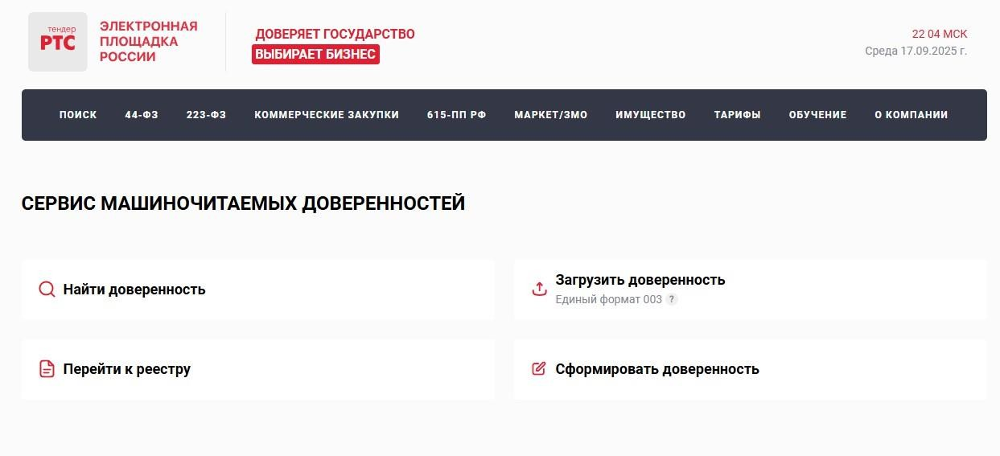 тендер
РТС
ЭЛЕКТРОННАЯ
ПЛОЩАДКА
РОССИИ
ДОВЕРЯЕТ ГОСУДАРСТВО
ВЫБИРАЕТ БИЗНЕС
22 04 МСК
Среда 17.09.2025 г.
ПОИСК 44-ФЗ 223-ФЗ КОММЕРЧЕСКИЕ ЗАКУПКИ 615-ПП РФ МАРКЕТ/ЗМО ИМУЩЕСТВО ТАРИФЫ ОБУЧЕНИЕ О КОМПАНИИ
СЕРВИС МАШИНОЧИТАЕМЫХ ДОВЕРЕННОСТЕЙ
Найти доверенность
Загрузить доверенность
Единый формат 003 ?
Перейти к реестру
Сформировать доверенность